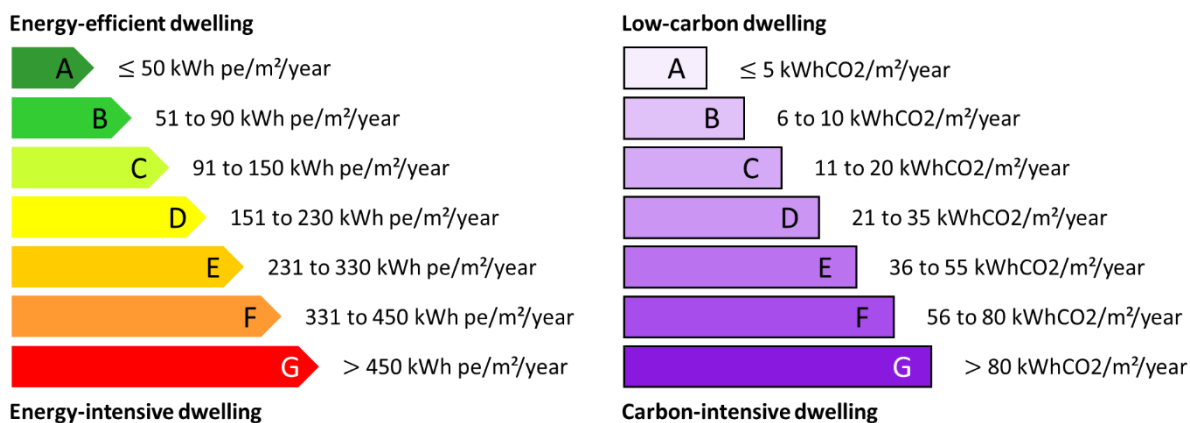 Energy-efficient dwelling
A ≤ 50 kWh pe/m²/year
B 51 to 90 kWh pe/m²/year
C 91 to 150 kWh pe/m²/year
D 151 to 230 kWh pe/m²/year
E 231 to 330 kWh pe/m²/year
F 331 to 450 kWh pe/m²/year
G > 450 kWh pe/m²/year
Energy-intensive dwelling
Low-carbon dwelling
A ≤ 5 kWhCO2/m²/year
B 6 to 10 kWhCO2/m²/year
C 11 to 20 kWhCO2/m²/year
D 21 to 35 kWhCO2/m²/year
E 36 to 55 kWhCO2/m²/year
F 56 to 80 kWhCO2/m²/year
G > 80 kWhCO2/m²/year
Carbon-intensive dwelling